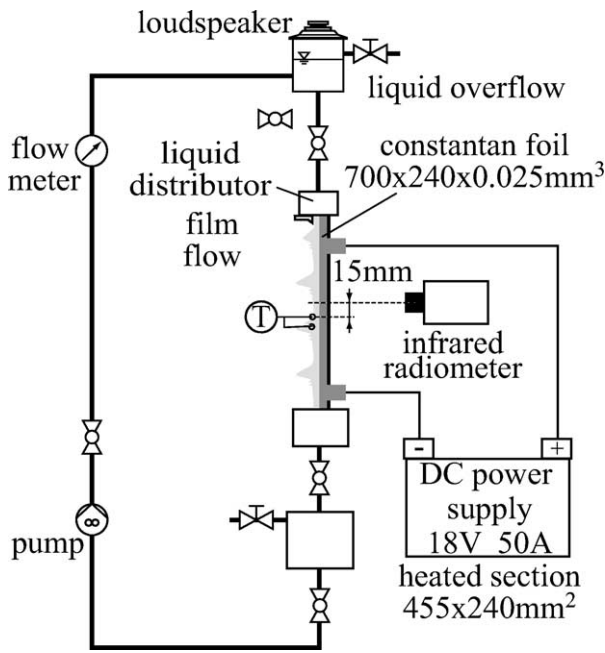 loudspeaker
liquid overflow
flow
meter
liquid
distributor
constantan foil
700x240x0.025mm³
film
flow
15mm
T
infrared
radiometer
- +
DC power
supply
18V 50A
pump
heated section
455x240mm²